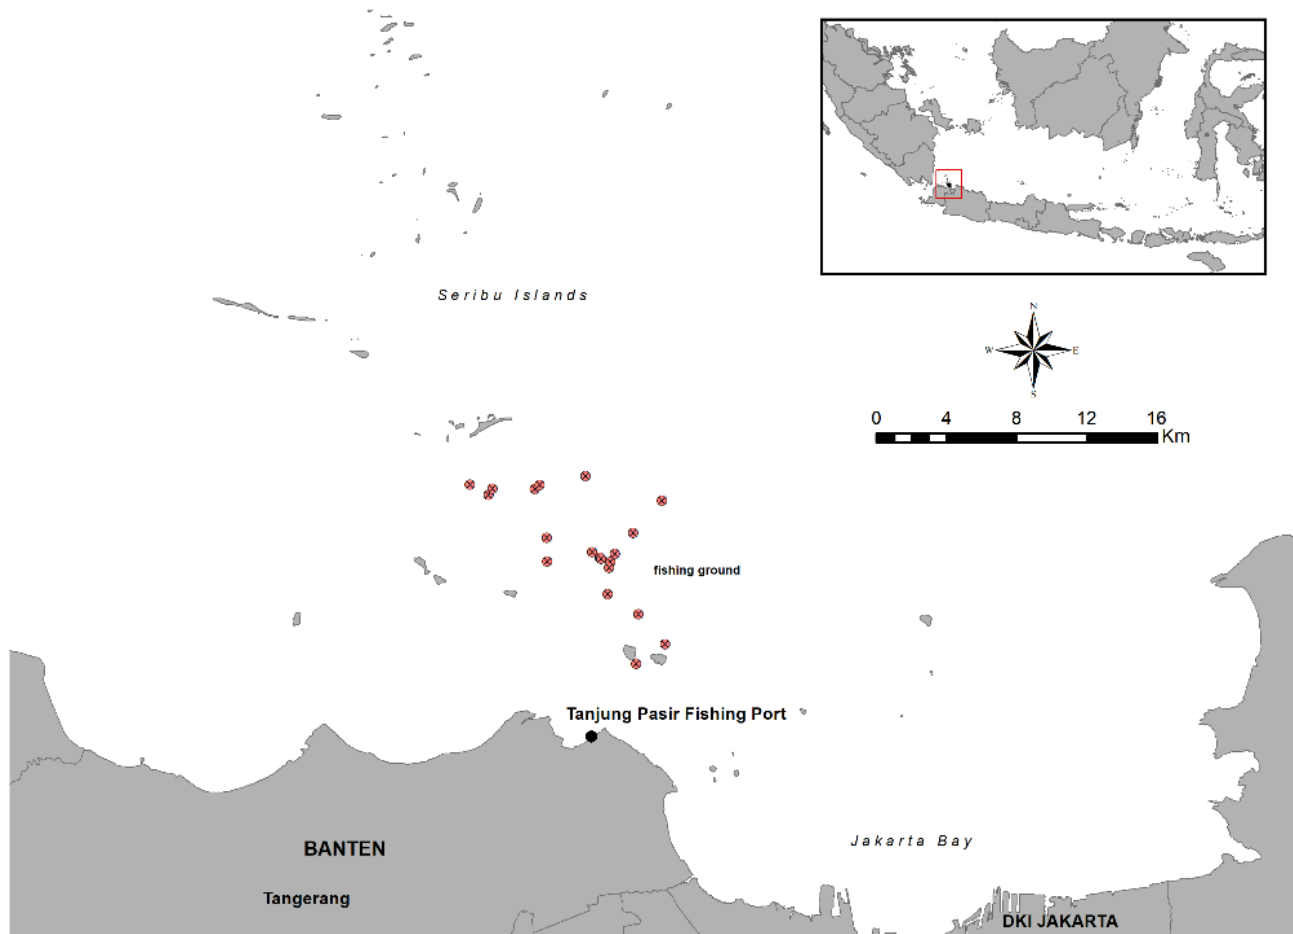 Seribu Islands
N
W E
S
0 4 8 12 16
Km
fishing ground
Tanjung Pasir Fishing Port
Jakarta Bay
BANTEN
Tangerang
DKI JAKARTA